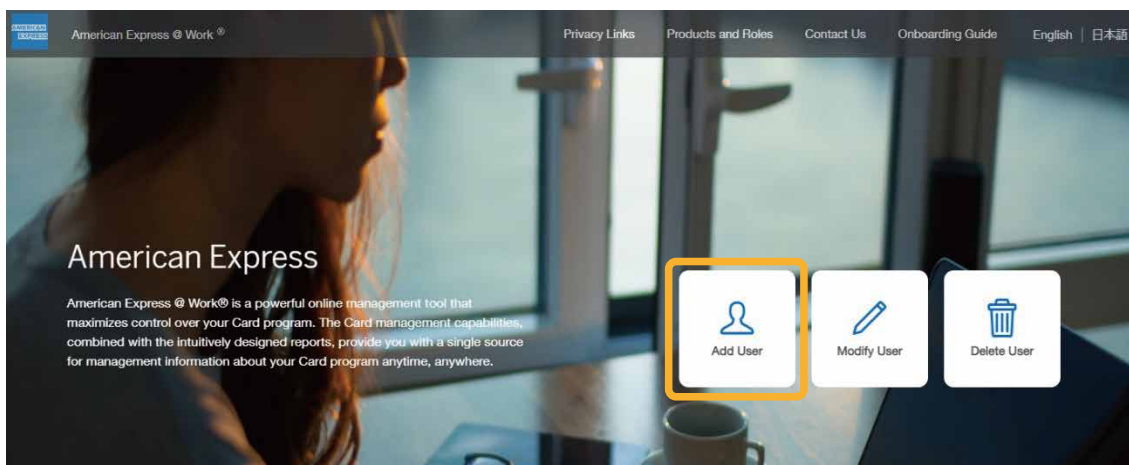 AMERICAN
EXPRESS
American Express @ Work ®
Privacy Links
Products and Roles
Contact Us
Onboarding Guide
English | 日本語
American Express
American Express @ Work® is a powerful online management tool that
maximizes control over your Card program. The Card management capabilities,
combined with the intuitively designed reports, provide you with a single source
for management information about your Card program anytime, anywhere.
Add User
Modify User
Delete User